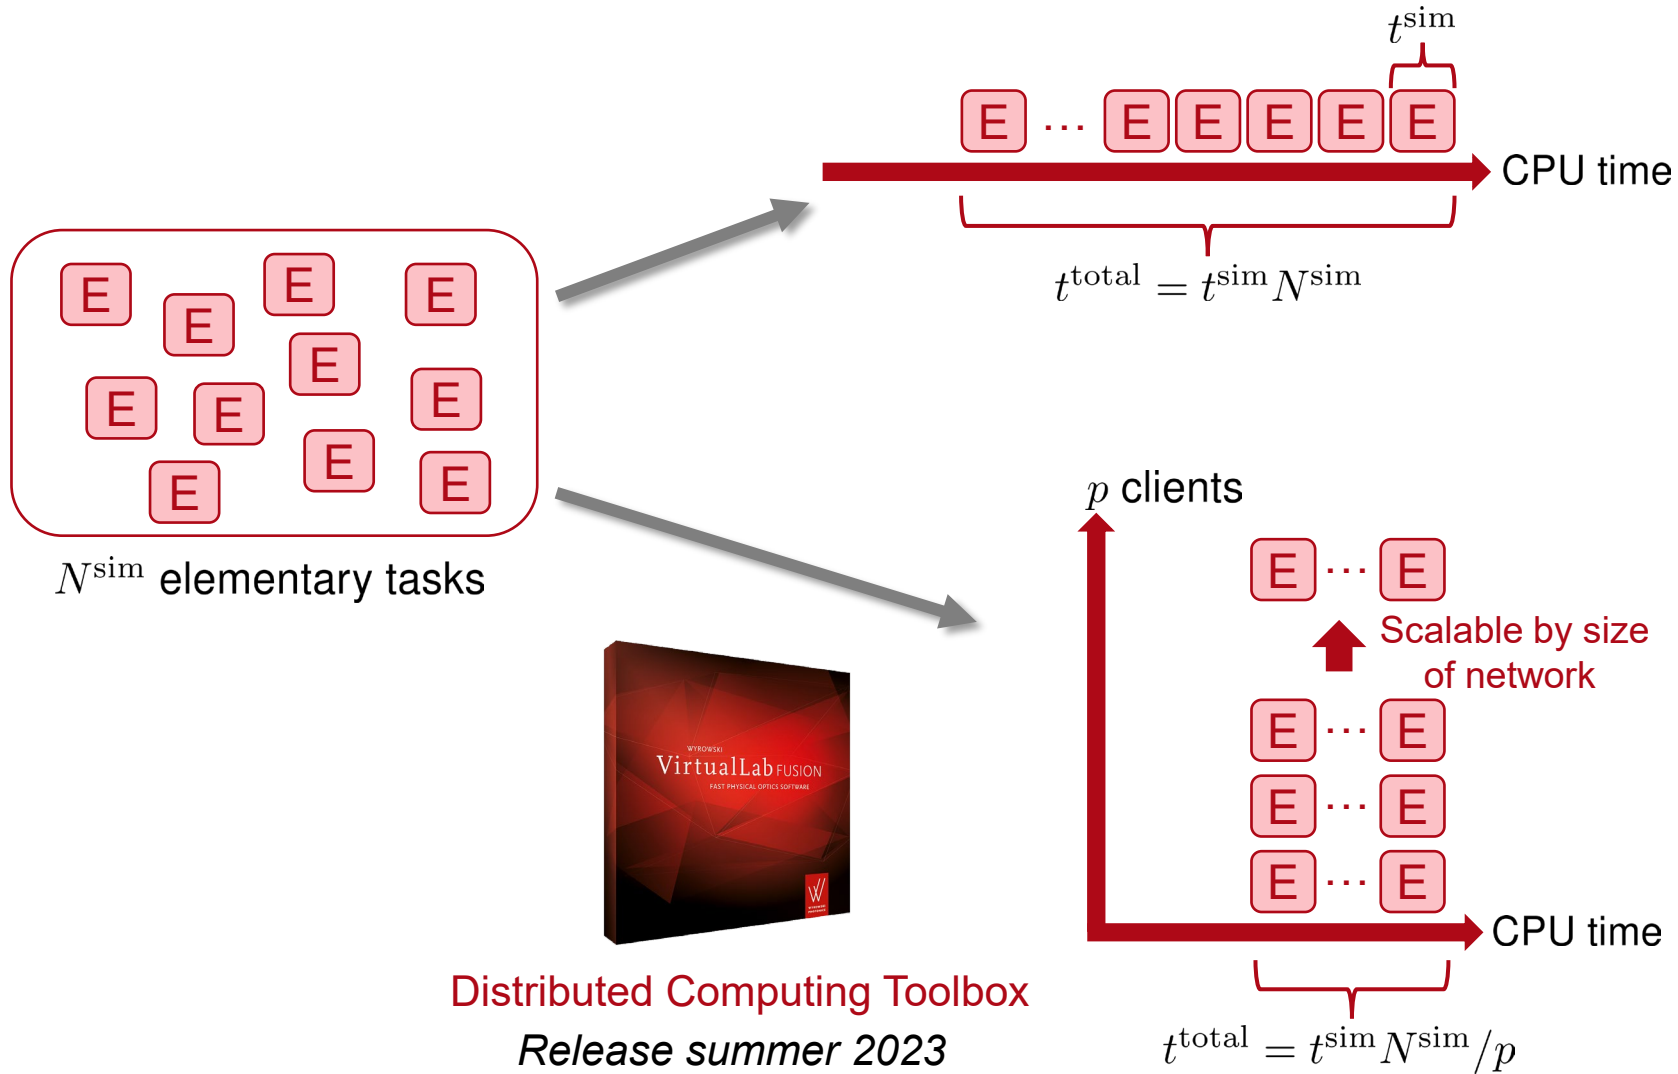 t^sim
E ... E E E E E
CPU time
t^total = t^sim N^sim
E E E E
E E E
E E E
E E
N^sim elementary tasks
p clients
E ... E
Scalable by size
of network
E ... E
E ... E
E ... E
CPU time
t^total = t^sim N^sim/p
WYROWSKI
VirtualLab FUSION
FAST PHYSICAL OPTICS SOFTWARE
Distributed Computing Toolbox
Release summer 2023